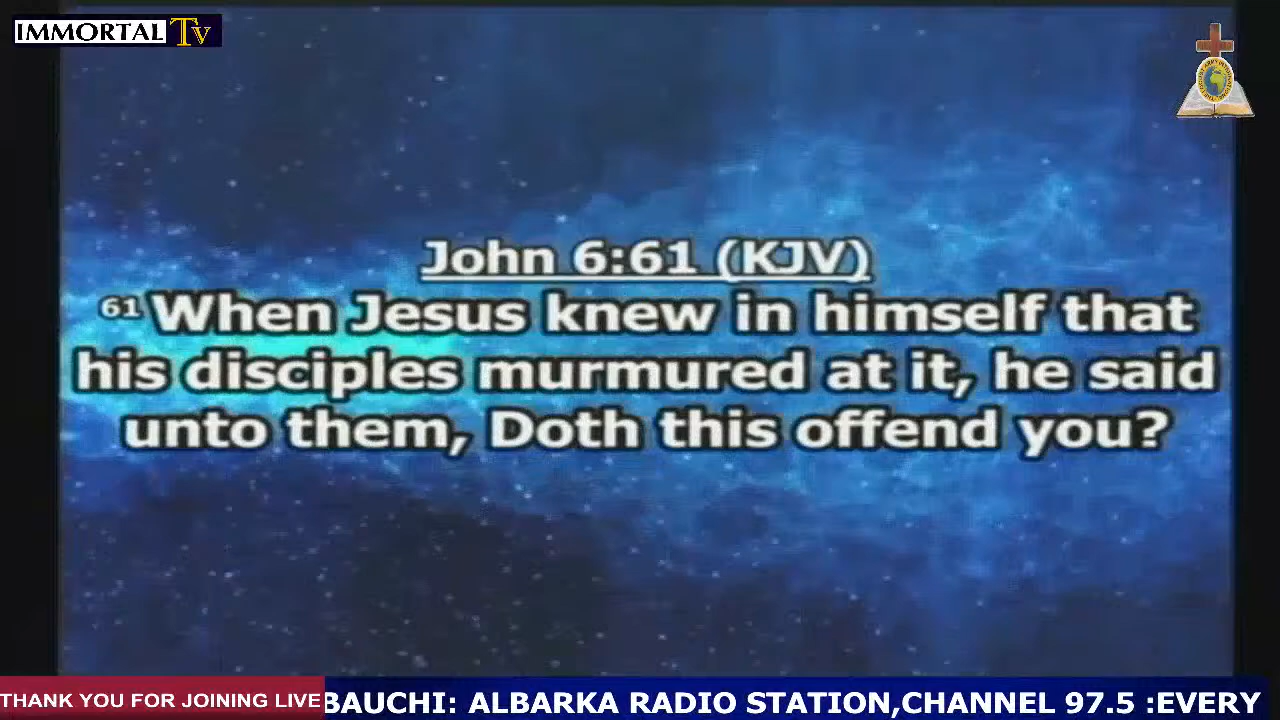 IMMORTAL Tv
John 6:61 (KJV)
61 When Jesus knew in himself that
his disciples murmured at it, he said
unto them, Doth this offend you?
THANK YOU FOR JOINING LIVE
BAUCHI: ALBARKA RADIO STATION,CHANNEL 97.5 :EVERY